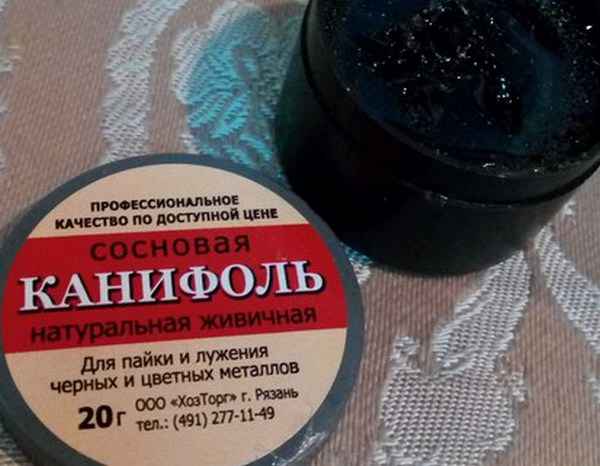 ПРОФЕССИОНАЛЬНОЕ
КАЧЕСТВО ПО ДОСТУПНОЙ ЦЕНЕ
СОСНОВАЯ
КАНИФОЛЬ
натуральная живичная
Для пайки и лужения
черных и цветных металлов
20 г ООО «ХозТорг» г. Рязань
тел.: (491) 277-11-49